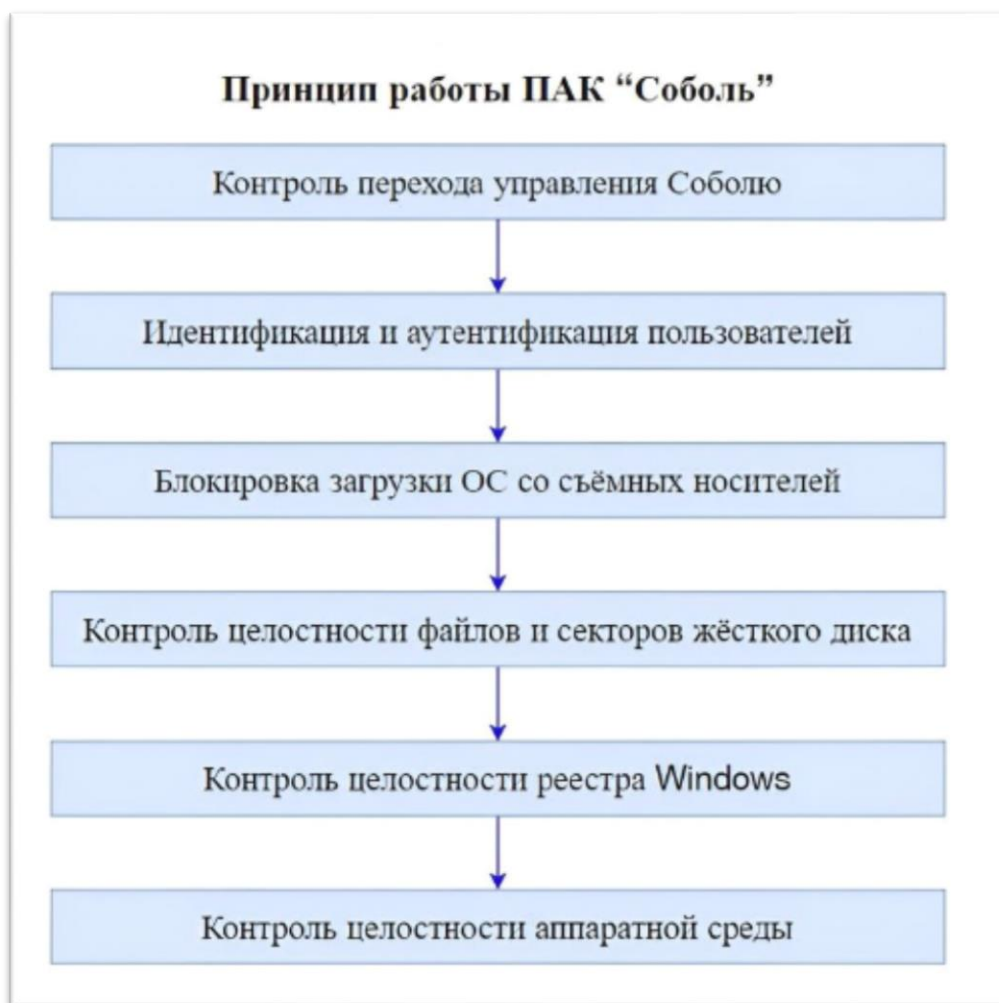 Принцип работы ПАК “Соболь”
Контроль перехода управления Соболю
Идентификация и аутентификация пользователей
Блокировка загрузки ОС со съёмных носителей
Контроль целостности файлов и секторов жёсткого диска
Контроль целостности реестра Windows
Контроль целостности аппаратной среды